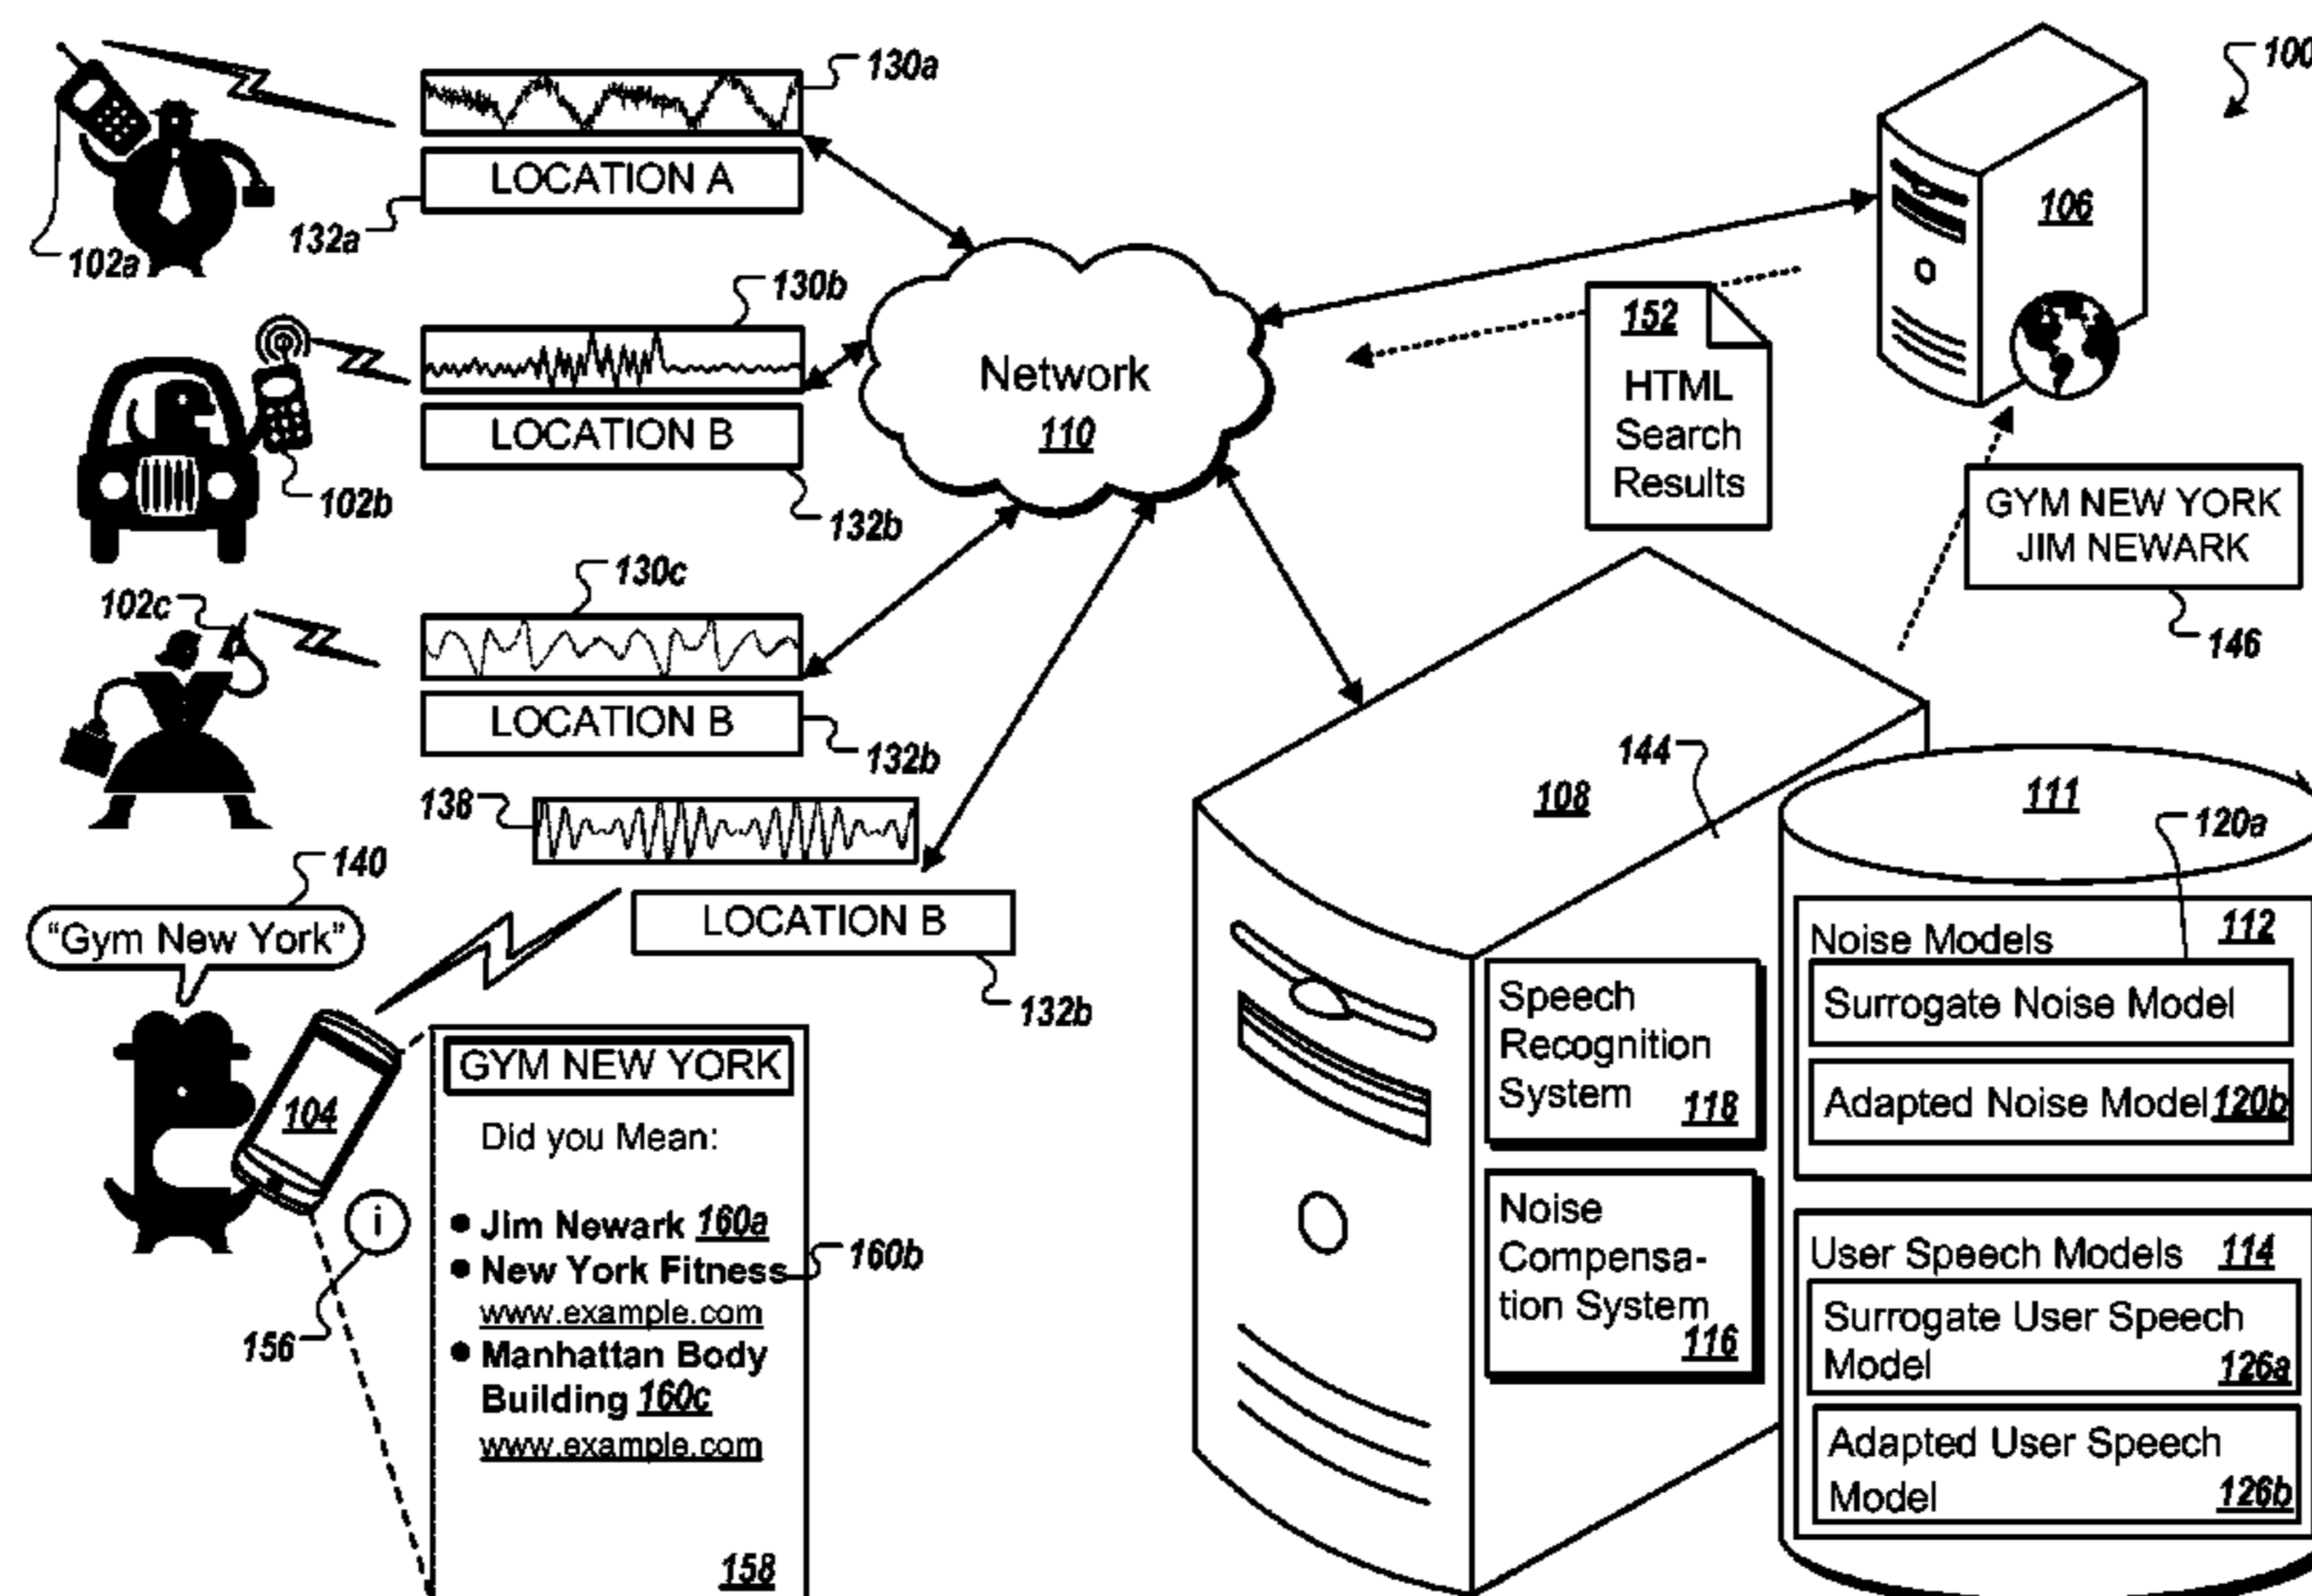 100
130a
LOCATION A
132a
102a
106
130b
LOCATION B
132b
102b
Network
110
152
HTML
Search
Results
GYM NEW YORK
JIM NEWARK
146
130c
102c
LOCATION B
132b
138
LOCATION B
132b
140
"Gym New York"
104
156
GYM NEW YORK
Did you Mean:
• Jim Newark 160a
• New York Fitness
160b
www.example.com
• Manhattan Body
Building 160c
www.example.com
158
144
108
Speech
Recognition
System 118
Noise
Compensa-
tion System
116
111
120a
Noise Models 112
Surrogate Noise Model
Adapted Noise Model 120b
User Speech Models 114
Surrogate User Speech
Model 126a
Adapted User Speech
Model 126b